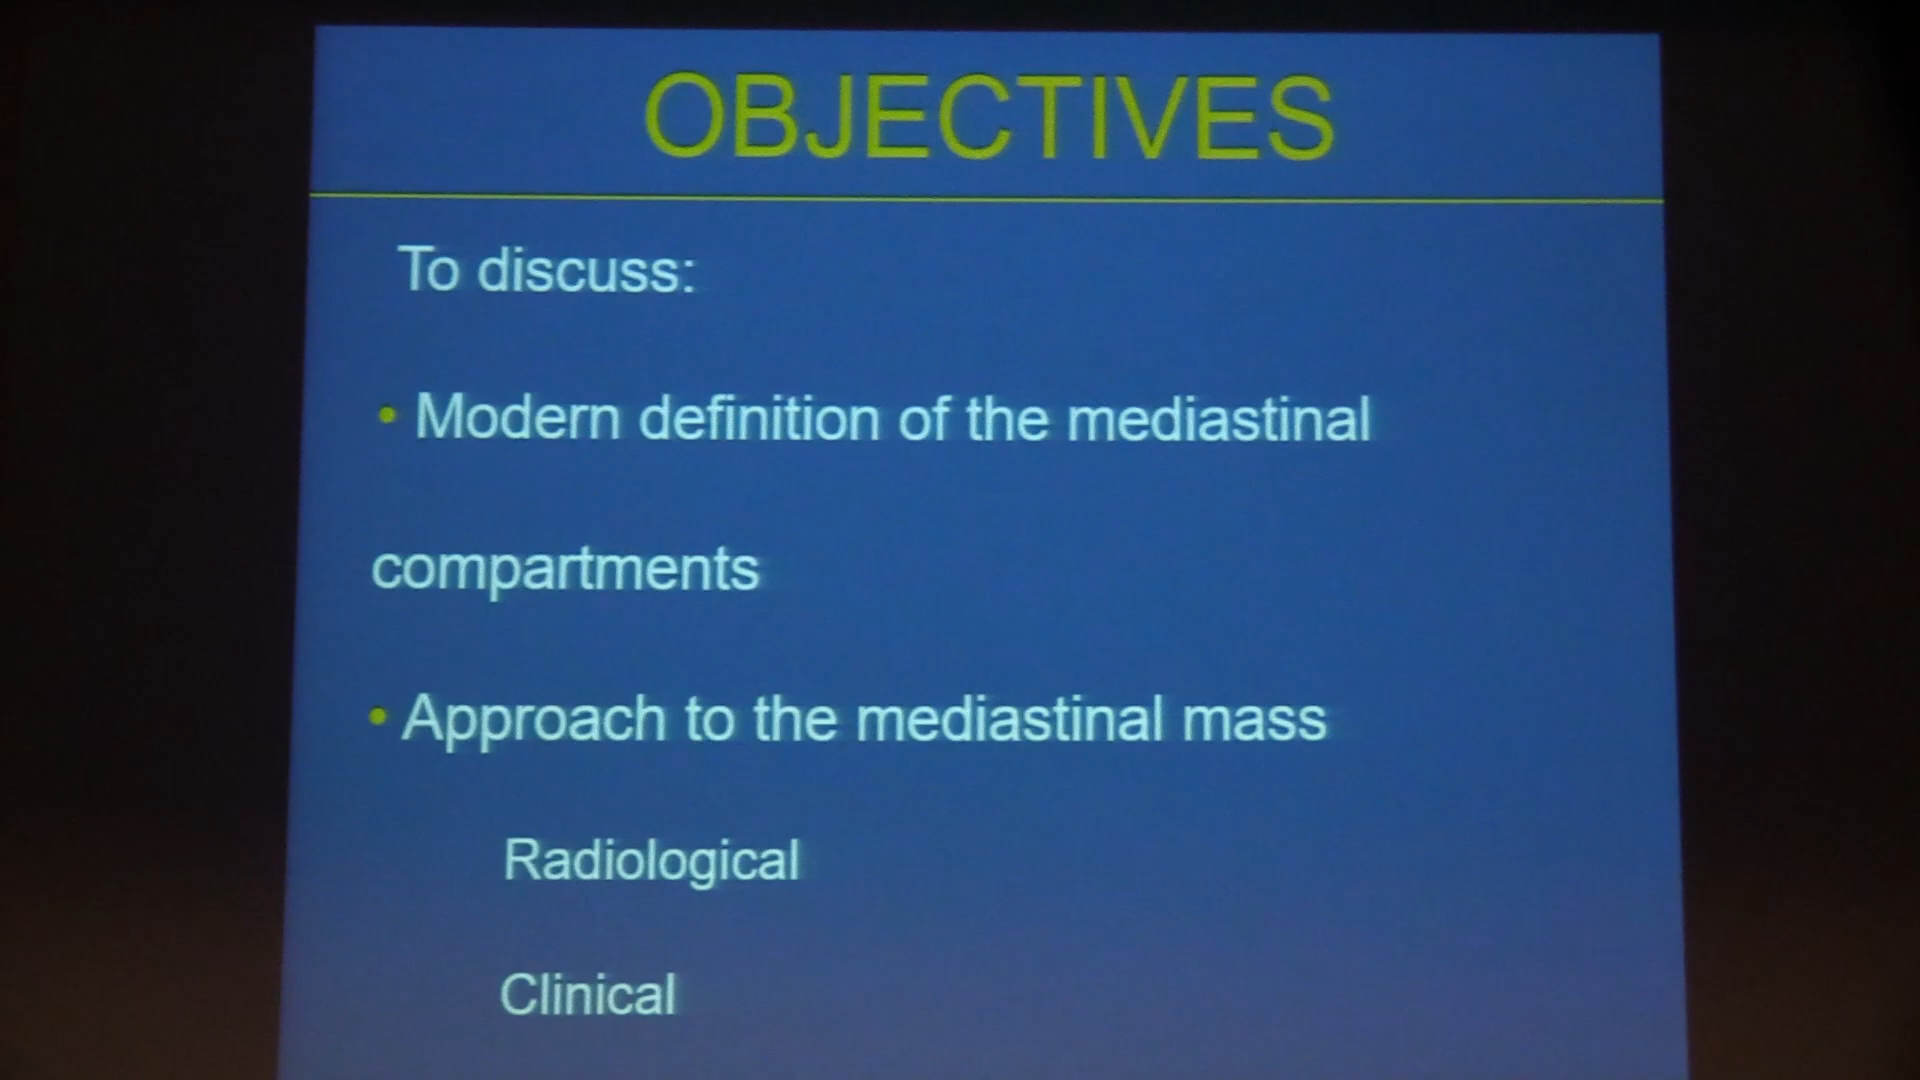 OBJECTIVES
To discuss:
• Modern definition of the mediastinal
compartments
• Approach to the mediastinal mass
Radiological
Clinical